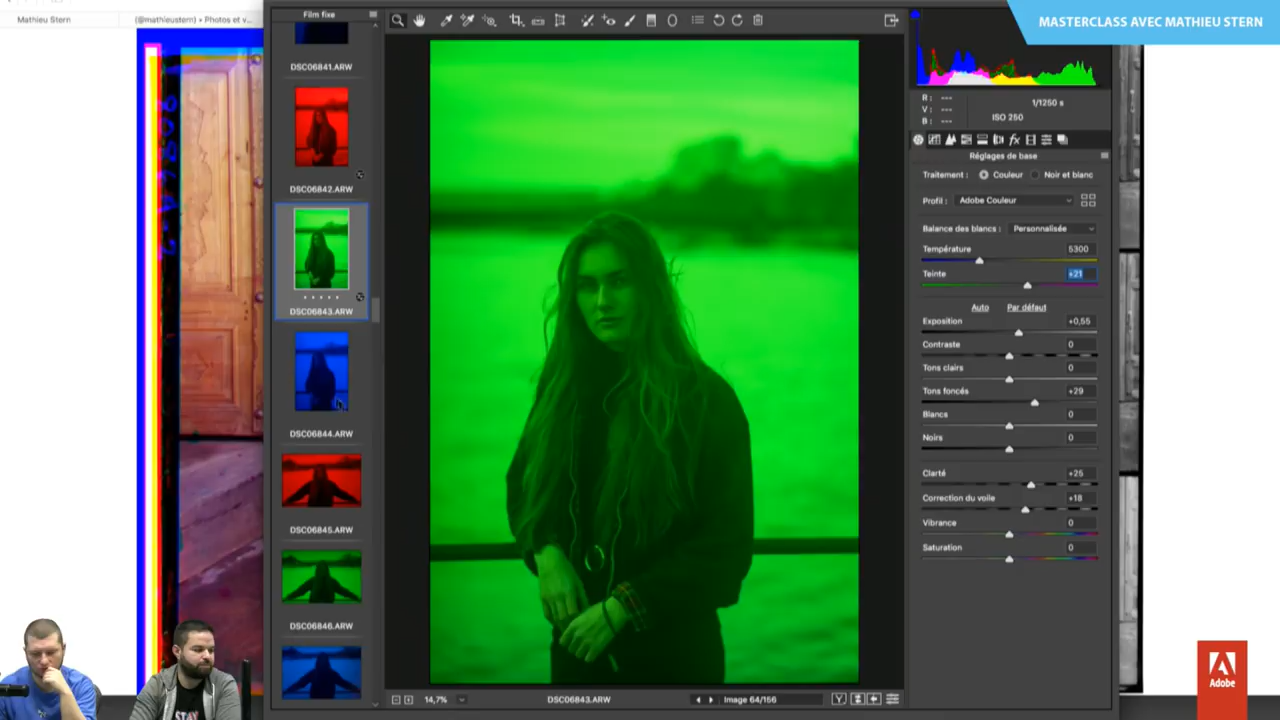 Mathieu Stern
(@mathieustern) • Photos et v...
Film fixe
MASTERCLASS AVEC MATHIEU STERN
DSC06841.ARW
DSC06842.ARW
DSC06843.ARW
DSC06844.ARW
DSC06845.ARW
DSC06846.ARW
R : ---
V : ---
B : ---
1/1250 s
ISO 250
Réglages de base
Traitement : Couleur Noir et blanc
Profil : Adobe Couleur
Balance des blancs : Personnalisée
Température 5300
Teinte +21
Auto Par défaut
Exposition +0,55
Contraste 0
Tons clairs 0
Tons foncés +29
Blancs 0
Noirs 0
Clarté +25
Correction du voile +18
Vibrance 0
Saturation 0
14,7%
DSC06843.ARW
Image 64/156
STAY
Adobe